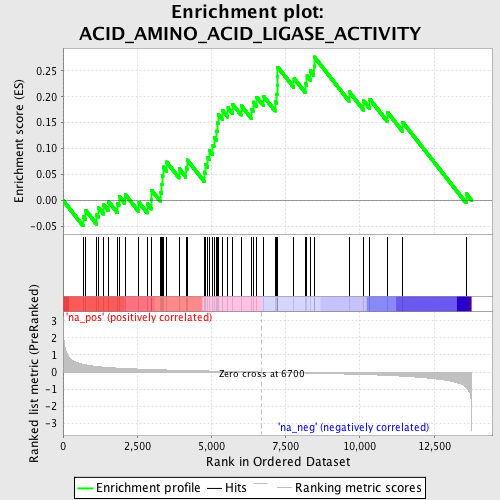 Enrichment plot:
ACID_AMINO_ACID_LIGASE_ACTIVITY
Enrichment score (ES)
0.25
0.20
0.15
0.10
0.05
0.00
-0.05
Ranked list metric (PreRanked)
3
2
1
0
-1
-2
-3
'na_pos' (positively correlated)
Zero cross at 6700
'na_neg' (negatively correlated)
0
2,500
5,000
7,500
10,000
12,500
Rank in Ordered Dataset
Enrichment profile
Hits
Ranking metric scores